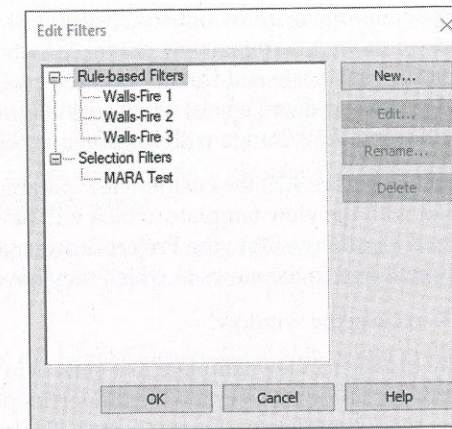 Edit Filters
Rule-based Filters
Walls-Fire 1
Walls-Fire 2
Walls-Fire 3
Selection Filters
MARA Test
New...
Edit...
Rename...
Delete
OK
Cancel
Help